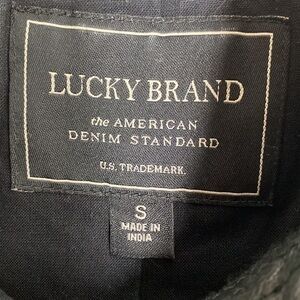 LUCKY BRAND
the AMERICAN
DENIM STANDARD
U.S. TRADEMARK.
S
MADE IN
INDIA